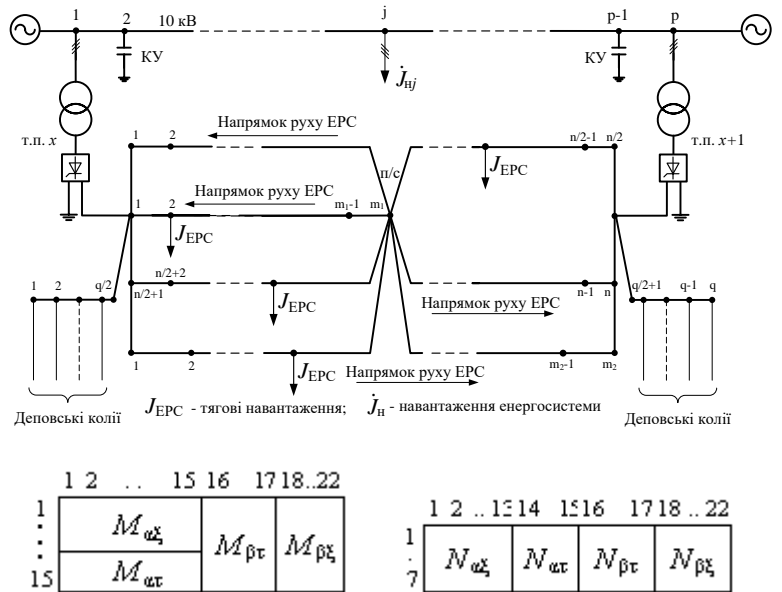 1 2 10 кВ j p-1 p
КУ КУ
J̇нj
т.п. x т.п. x+1
Напрямок руху ЕРС
1 2 n/2-1 n/2
JЕРС
п/с
Напрямок руху ЕРС
1 2 m₁-1 m₁
JЕРС
n/2+2
n/2+1
JЕРС
n-1 n
Напрямок руху ЕРС
1 2 q/2
q/2+1 q-1 q
1 2 m₂-1 m₂
JЕРС
Напрямок руху ЕРС
Деповські колії
JЕРС - тягові навантаження; J̇н - навантаження енергосистеми
Деповські колії
1 2 .. 15 16 17 18..22
1
:
15
Mαξ Mβτ Mβξ
Mατ
1 2 .. 13 14 15 16 17 18 .. 22
1
.
7
Nαξ Nατ Nβτ Nβξ